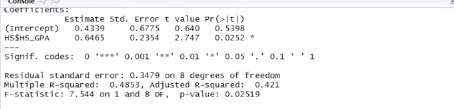 Console
Coefficients:
Estimate Std. Error t value Pr(>|t|)
(Intercept) 0.4339 0.6775 0.640 0.5398
HS$HS_GPA 0.6465 0.2354 2.747 0.0252 *
---
Signif. codes: 0 '***' 0.001 '**' 0.01 '*' 0.05 '.' 0.1 ' ' 1
Residual standard error: 0.3479 on 8 degrees of freedom
Multiple R-squared: 0.4853, Adjusted R-squared: 0.421
F-statistic: 7.544 on 1 and 8 DF, p-value: 0.02519